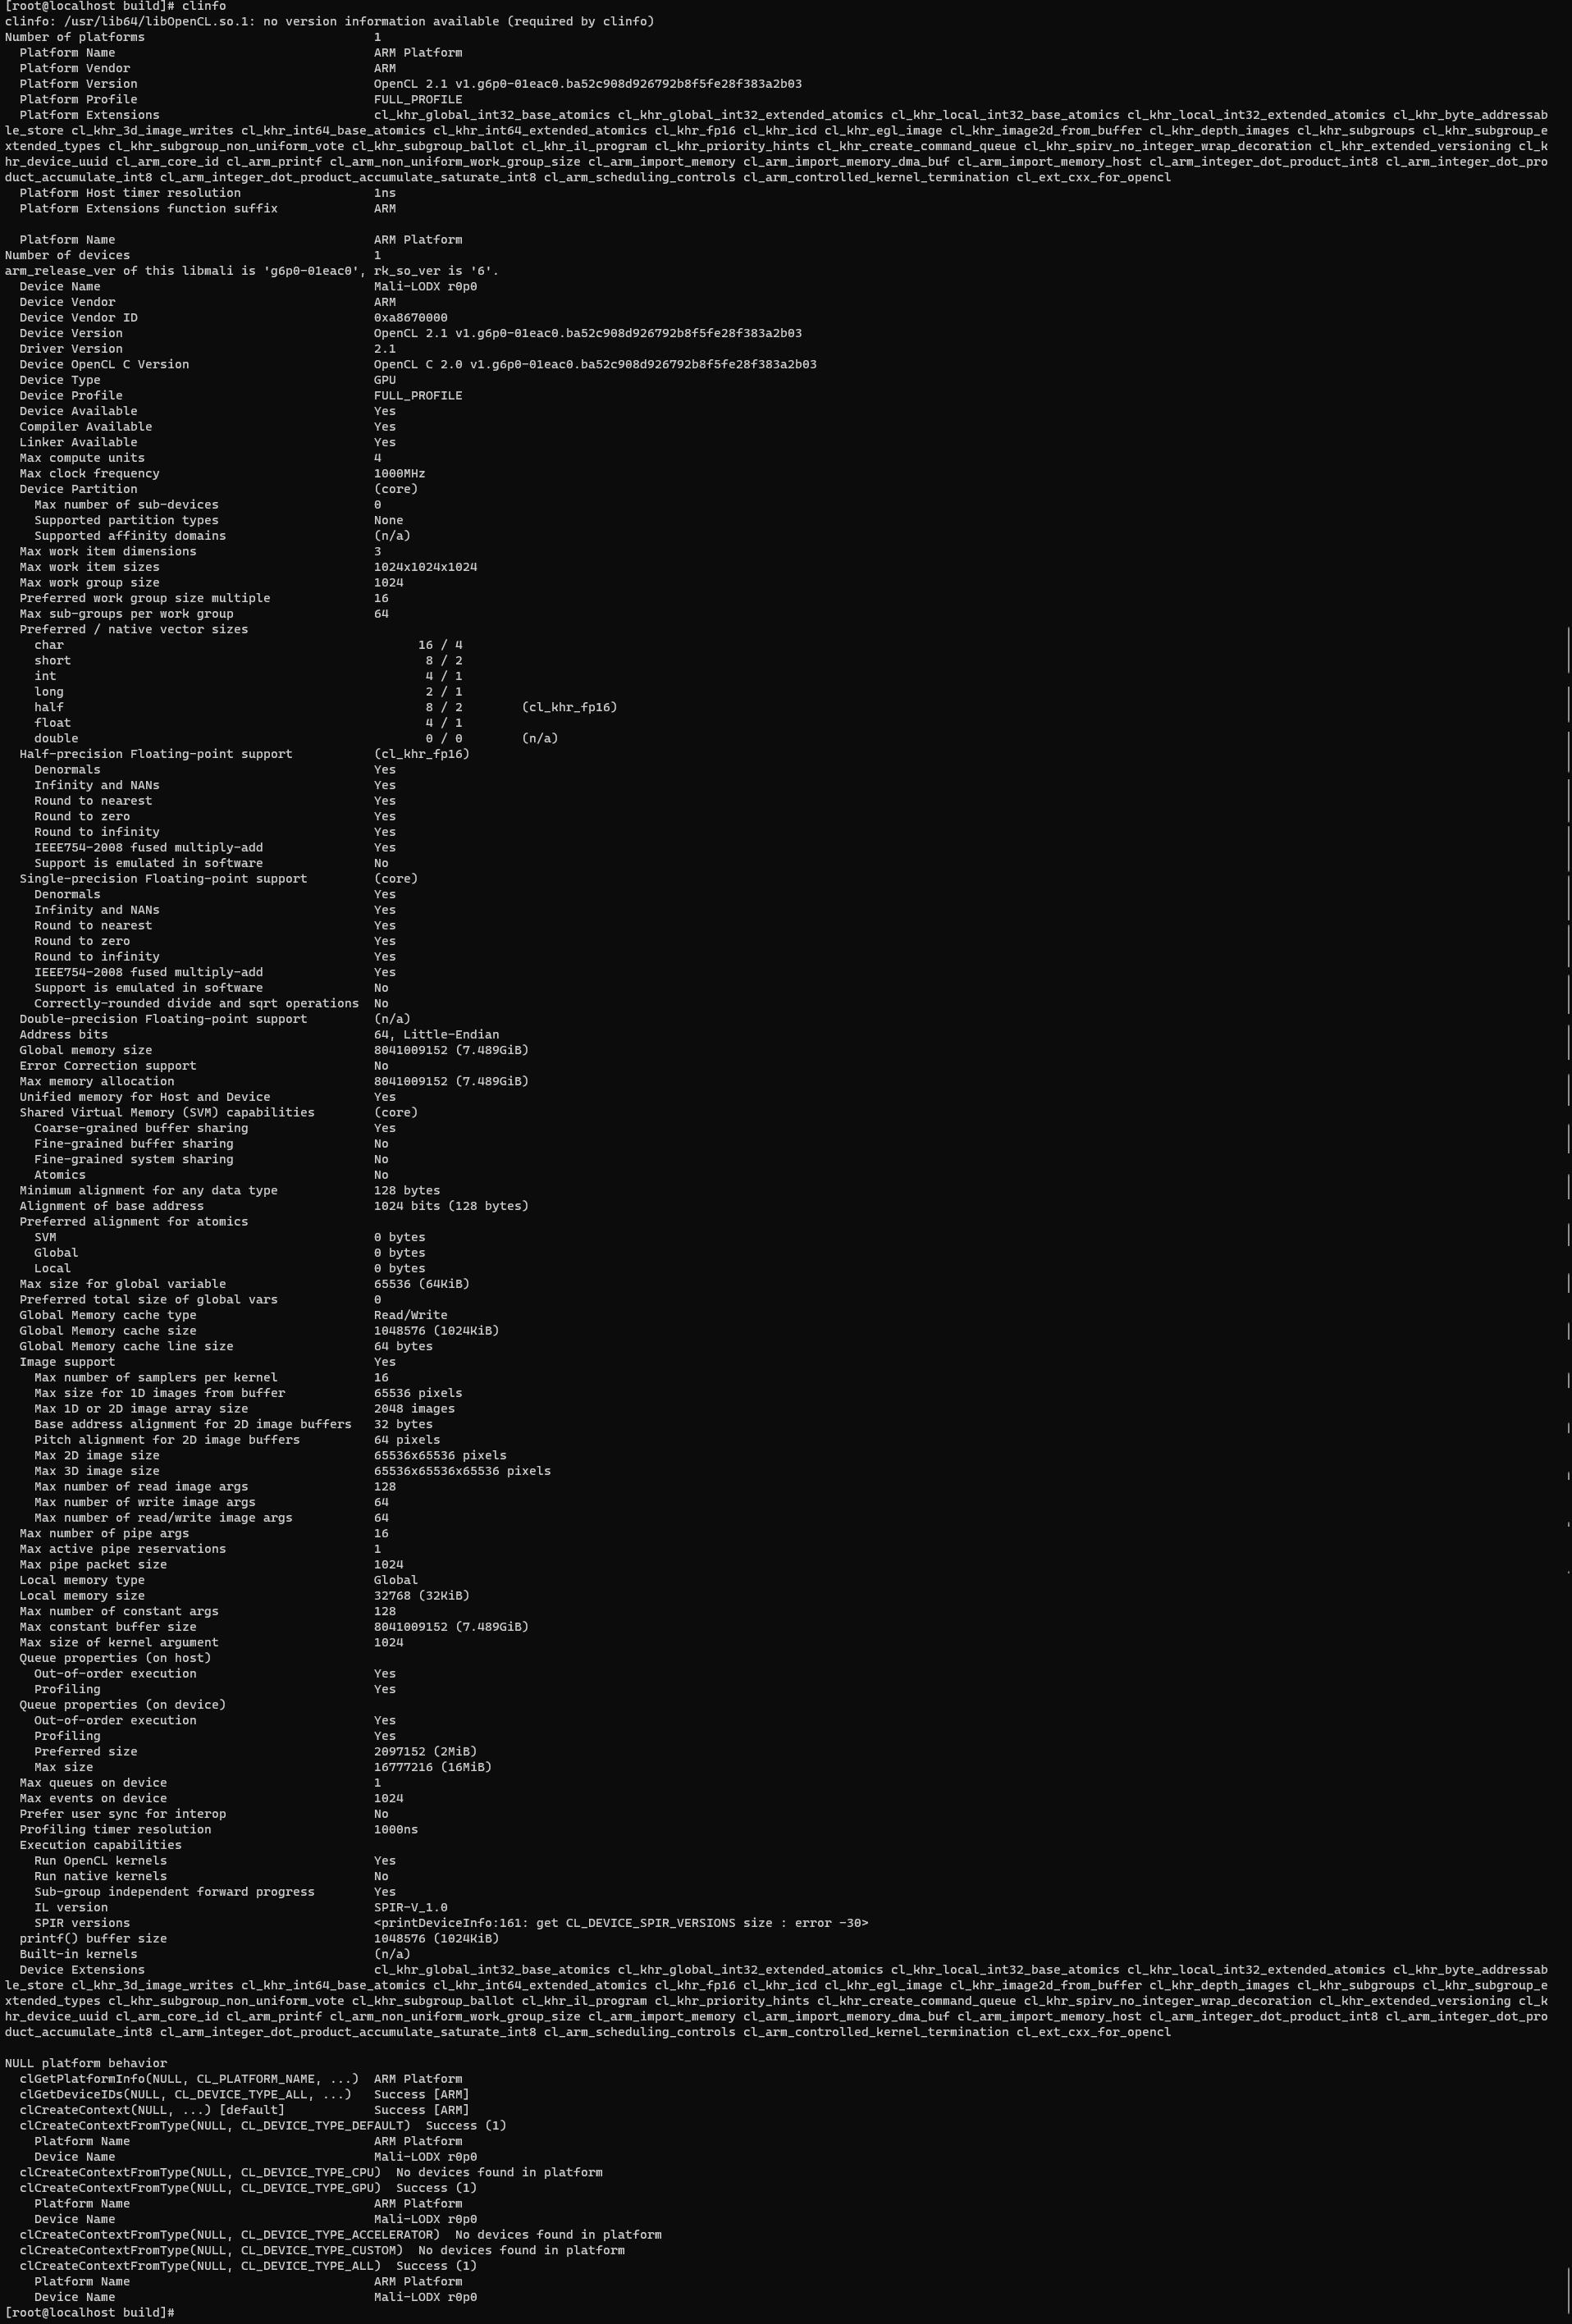 [root@localhost build]# clinfo
clinfo: /usr/lib64/libOpenCL.so.1: no version information available (required by clinfo)
Number of platforms                               1
  Platform Name                                   ARM Platform
  Platform Vendor                                 ARM
  Platform Version                                OpenCL 2.1 v1.g6p0-01eac0.ba52c908d926792b8f5fe28f383a2b03
  Platform Profile                                FULL_PROFILE
  Platform Extensions                             cl_khr_global_int32_base_atomics cl_khr_global_int32_extended_atomics cl_khr_local_int32_base_atomics cl_khr_local_int32_extended_atomics cl_khr_byte_addressab
le_store cl_khr_3d_image_writes cl_khr_int64_base_atomics cl_khr_int64_extended_atomics cl_khr_fp16 cl_khr_icd cl_khr_egl_image cl_khr_image2d_from_buffer cl_khr_depth_images cl_khr_subgroups cl_khr_subgroup_e
xtended_types cl_khr_subgroup_non_uniform_vote cl_khr_subgroup_ballot cl_khr_il_program cl_khr_priority_hints cl_khr_create_command_queue cl_khr_spirv_no_integer_wrap_decoration cl_khr_extended_versioning cl_k
hr_device_uuid cl_arm_core_id cl_arm_printf cl_arm_non_uniform_work_group_size cl_arm_import_memory cl_arm_import_memory_dma_buf cl_arm_import_memory_host cl_arm_integer_dot_product_int8 cl_arm_integer_dot_pro
duct_accumulate_int8 cl_arm_integer_dot_product_accumulate_saturate_int8 cl_arm_scheduling_controls cl_arm_controlled_kernel_termination cl_ext_cxx_for_opencl
  Platform Host timer resolution                  1ns
  Platform Extensions function suffix             ARM

  Platform Name                                   ARM Platform
Number of devices                                 1
arm_release_ver of this libmali is 'g6p0-01eac0', rk_so_ver is '6'.
  Device Name                                     Mali-LODX r0p0
  Device Vendor                                   ARM
  Device Vendor ID                                0xa8670000
  Device Version                                  OpenCL 2.1 v1.g6p0-01eac0.ba52c908d926792b8f5fe28f383a2b03
  Driver Version                                  2.1
  Device OpenCL C Version                         OpenCL C 2.0 v1.g6p0-01eac0.ba52c908d926792b8f5fe28f383a2b03
  Device Type                                     GPU
  Device Profile                                  FULL_PROFILE
  Device Available                                Yes
  Compiler Available                              Yes
  Linker Available                                Yes
  Max compute units                               4
  Max clock frequency                             1000MHz
  Device Partition                                (core)
    Max number of sub-devices                     0
    Supported partition types                     None
    Supported affinity domains                    (n/a)
  Max work item dimensions                        3
  Max work item sizes                             1024x1024x1024
  Max work group size                             1024
  Preferred work group size multiple              16
  Max sub-groups per work group                   64
  Preferred / native vector sizes
    char                                                16 / 4
    short                                                8 / 2
    int                                                  4 / 1
    long                                                 2 / 1
    half                                                 8 / 2        (cl_khr_fp16)
    float                                                4 / 1
    double                                               0 / 0        (n/a)
  Half-precision Floating-point support           (cl_khr_fp16)
    Denormals                                     Yes
    Infinity and NANs                             Yes
    Round to nearest                              Yes
    Round to zero                                 Yes
    Round to infinity                             Yes
    IEEE754-2008 fused multiply-add               Yes
    Support is emulated in software               No
  Single-precision Floating-point support         (core)
    Denormals                                     Yes
    Infinity and NANs                             Yes
    Round to nearest                              Yes
    Round to zero                                 Yes
    Round to infinity                             Yes
    IEEE754-2008 fused multiply-add               Yes
    Support is emulated in software               No
    Correctly-rounded divide and sqrt operations  No
  Double-precision Floating-point support         (n/a)
  Address bits                                    64, Little-Endian
  Global memory size                              8041009152 (7.489GiB)
  Error Correction support                        No
  Max memory allocation                           8041009152 (7.489GiB)
  Unified memory for Host and Device              Yes
  Shared Virtual Memory (SVM) capabilities        (core)
    Coarse-grained buffer sharing                 Yes
    Fine-grained buffer sharing                   No
    Fine-grained system sharing                   No
    Atomics                                       No
  Minimum alignment for any data type             128 bytes
  Alignment of base address                       1024 bits (128 bytes)
  Preferred alignment for atomics
    SVM                                           0 bytes
    Global                                        0 bytes
    Local                                         0 bytes
  Max size for global variable                    65536 (64KiB)
  Preferred total size of global vars             0
  Global Memory cache type                        Read/Write
  Global Memory cache size                        1048576 (1024KiB)
  Global Memory cache line size                   64 bytes
  Image support                                   Yes
    Max number of samplers per kernel             16
    Max size for 1D images from buffer            65536 pixels
    Max 1D or 2D image array size                 2048 images
    Base address alignment for 2D image buffers   32 bytes
    Pitch alignment for 2D image buffers          64 pixels
    Max 2D image size                             65536x65536 pixels
    Max 3D image size                             65536x65536x65536 pixels
    Max number of read image args                 128
    Max number of write image args                64
    Max number of read/write image args           64
  Max number of pipe args                         16
  Max active pipe reservations                    1
  Max pipe packet size                            1024
  Local memory type                               Global
  Local memory size                               32768 (32KiB)
  Max number of constant args                     128
  Max constant buffer size                        8041009152 (7.489GiB)
  Max size of kernel argument                     1024
  Queue properties (on host)
    Out-of-order execution                        Yes
    Profiling                                     Yes
  Queue properties (on device)
    Out-of-order execution                        Yes
    Profiling                                     Yes
    Preferred size                                2097152 (2MiB)
    Max size                                      16777216 (16MiB)
  Max queues on device                            1
  Max events on device                            1024
  Prefer user sync for interop                    No
  Profiling timer resolution                      1000ns
  Execution capabilities
    Run OpenCL kernels                            Yes
    Run native kernels                            No
    Sub-group independent forward progress        Yes
    IL version                                    SPIR-V_1.0
    SPIR versions                                 <printDeviceInfo:161: get CL_DEVICE_SPIR_VERSIONS size : error -30>
  printf() buffer size                            1048576 (1024KiB)
  Built-in kernels                                (n/a)
  Device Extensions                               cl_khr_global_int32_base_atomics cl_khr_global_int32_extended_atomics cl_khr_local_int32_base_atomics cl_khr_local_int32_extended_atomics cl_khr_byte_addressab
le_store cl_khr_3d_image_writes cl_khr_int64_base_atomics cl_khr_int64_extended_atomics cl_khr_fp16 cl_khr_icd cl_khr_egl_image cl_khr_image2d_from_buffer cl_khr_depth_images cl_khr_subgroups cl_khr_subgroup_e
xtended_types cl_khr_subgroup_non_uniform_vote cl_khr_subgroup_ballot cl_khr_il_program cl_khr_priority_hints cl_khr_create_command_queue cl_khr_spirv_no_integer_wrap_decoration cl_khr_extended_versioning cl_k
hr_device_uuid cl_arm_core_id cl_arm_printf cl_arm_non_uniform_work_group_size cl_arm_import_memory cl_arm_import_memory_dma_buf cl_arm_import_memory_host cl_arm_integer_dot_product_int8 cl_arm_integer_dot_pro
duct_accumulate_int8 cl_arm_integer_dot_product_accumulate_saturate_int8 cl_arm_scheduling_controls cl_arm_controlled_kernel_termination cl_ext_cxx_for_opencl

NULL platform behavior
  clGetPlatformInfo(NULL, CL_PLATFORM_NAME, ...)  ARM Platform
  clGetDeviceIDs(NULL, CL_DEVICE_TYPE_ALL, ...)   Success [ARM]
  clCreateContext(NULL, ...) [default]            Success [ARM]
  clCreateContextFromType(NULL, CL_DEVICE_TYPE_DEFAULT)  Success (1)
    Platform Name                                 ARM Platform
    Device Name                                   Mali-LODX r0p0
  clCreateContextFromType(NULL, CL_DEVICE_TYPE_CPU)  No devices found in platform
  clCreateContextFromType(NULL, CL_DEVICE_TYPE_GPU)  Success (1)
    Platform Name                                 ARM Platform
    Device Name                                   Mali-LODX r0p0
  clCreateContextFromType(NULL, CL_DEVICE_TYPE_ACCELERATOR)  No devices found in platform
  clCreateContextFromType(NULL, CL_DEVICE_TYPE_CUSTOM)  No devices found in platform
  clCreateContextFromType(NULL, CL_DEVICE_TYPE_ALL)  Success (1)
    Platform Name                                 ARM Platform
    Device Name                                   Mali-LODX r0p0
[root@localhost build]#